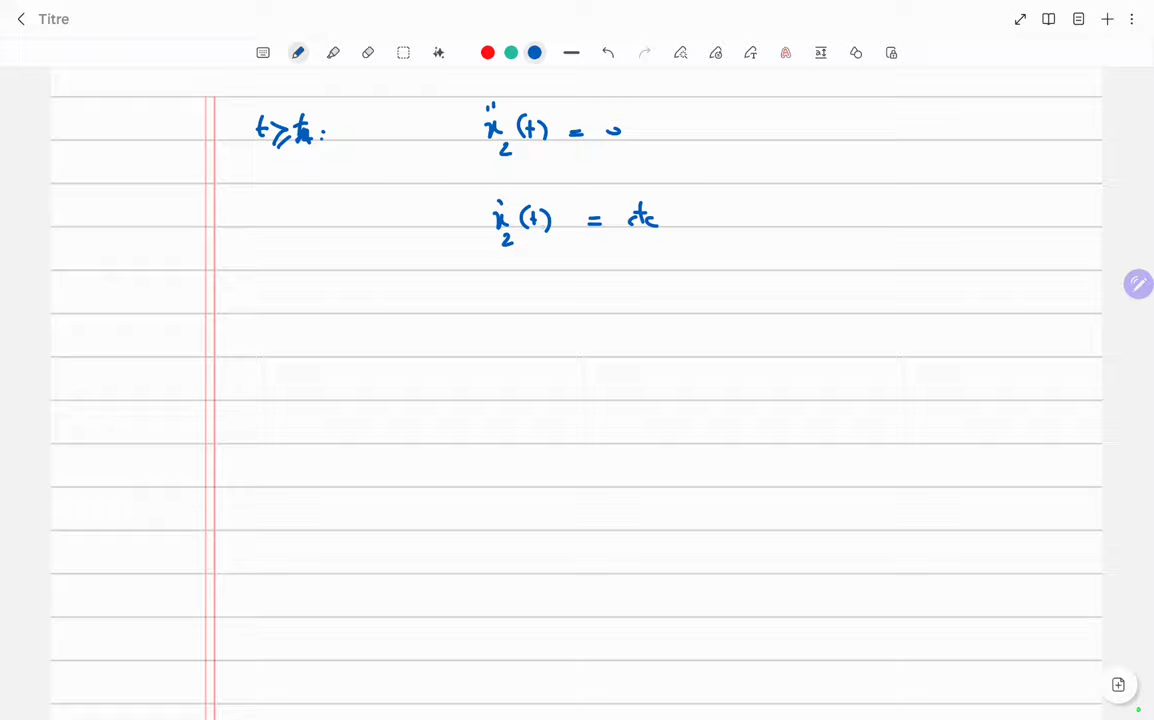 Titre
t ⩾ t₁ : ẍ₂(t) = 0
ẋ₂(t) = cte